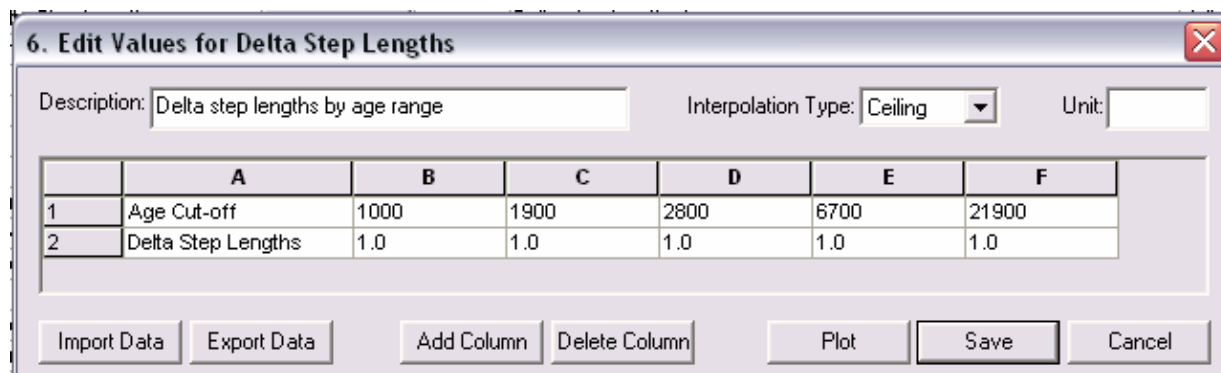 6. Edit Values for Delta Step Lengths
Description: Delta step lengths by age range Interpolation Type: Ceiling Unit:
A B C D E F
1 Age Cut-off 1000 1900 2800 6700 21900
2 Delta Step Lengths 1.0 1.0 1.0 1.0 1.0
Import Data Export Data Add Column Delete Column Plot Save Cancel